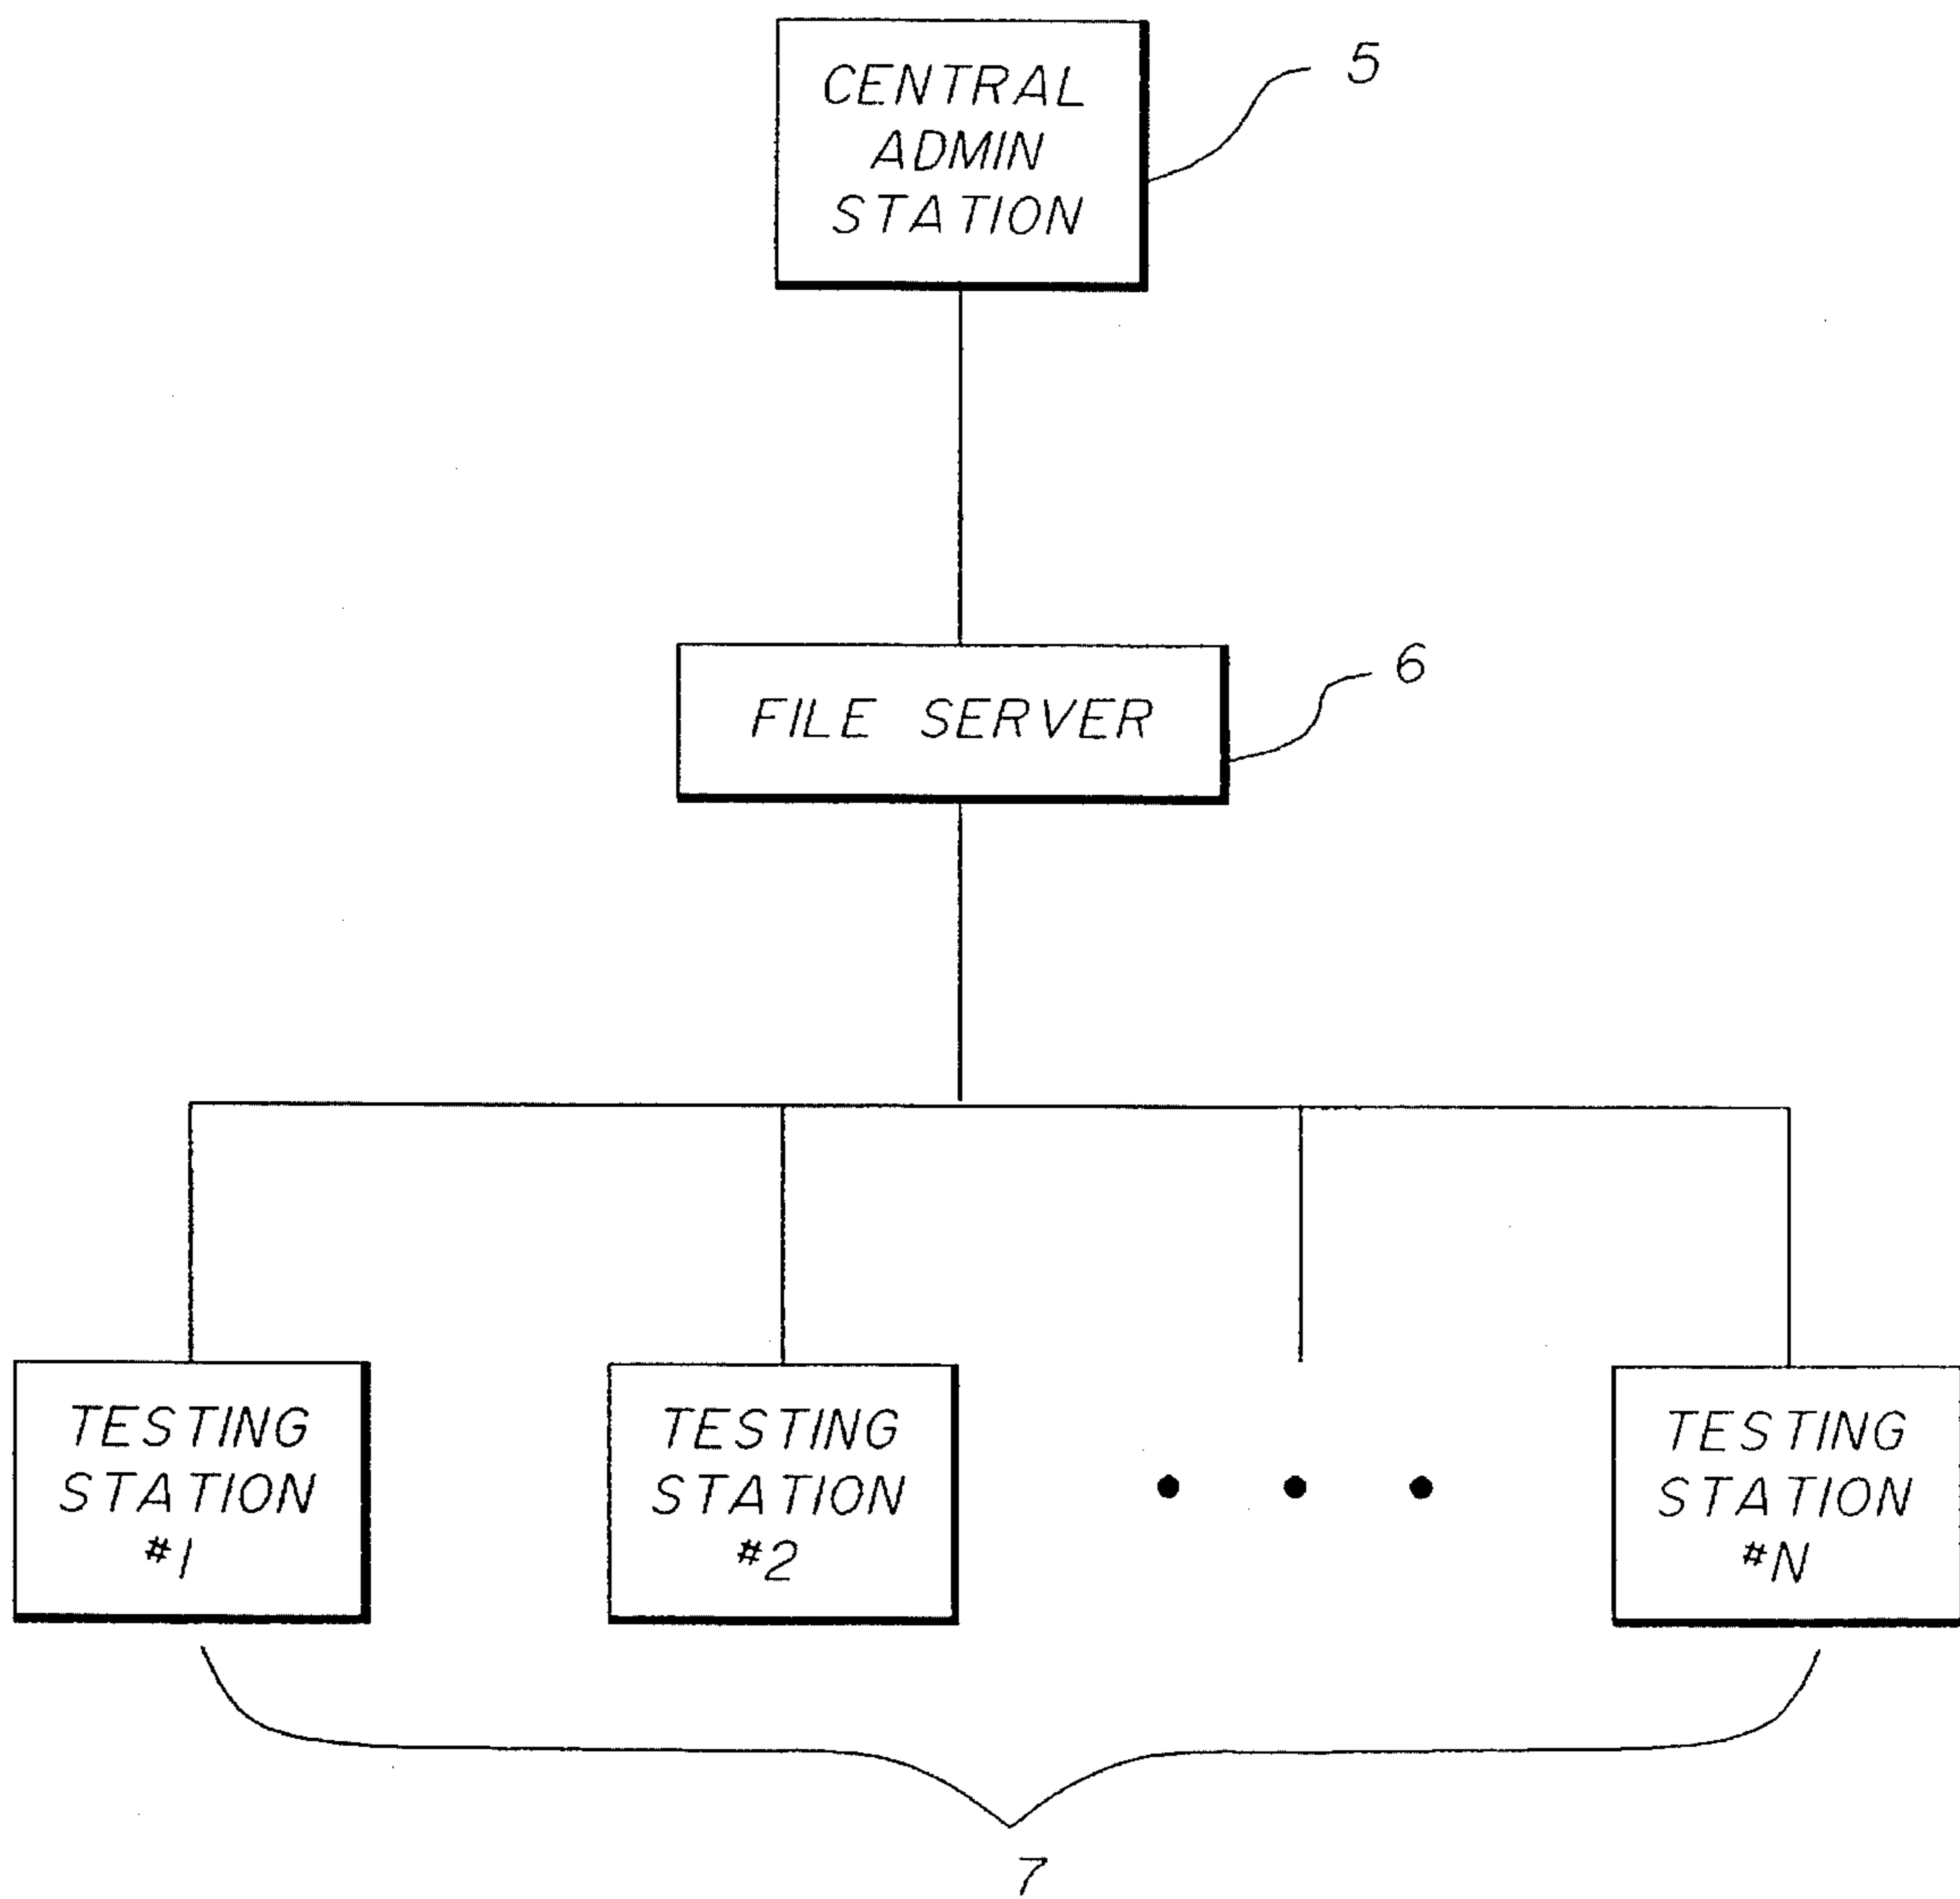 CENTRAL
ADMIN
STATION
5
FILE SERVER
6
TESTING
STATION
#1
TESTING
STATION
#2
TESTING
STATION
#N
7